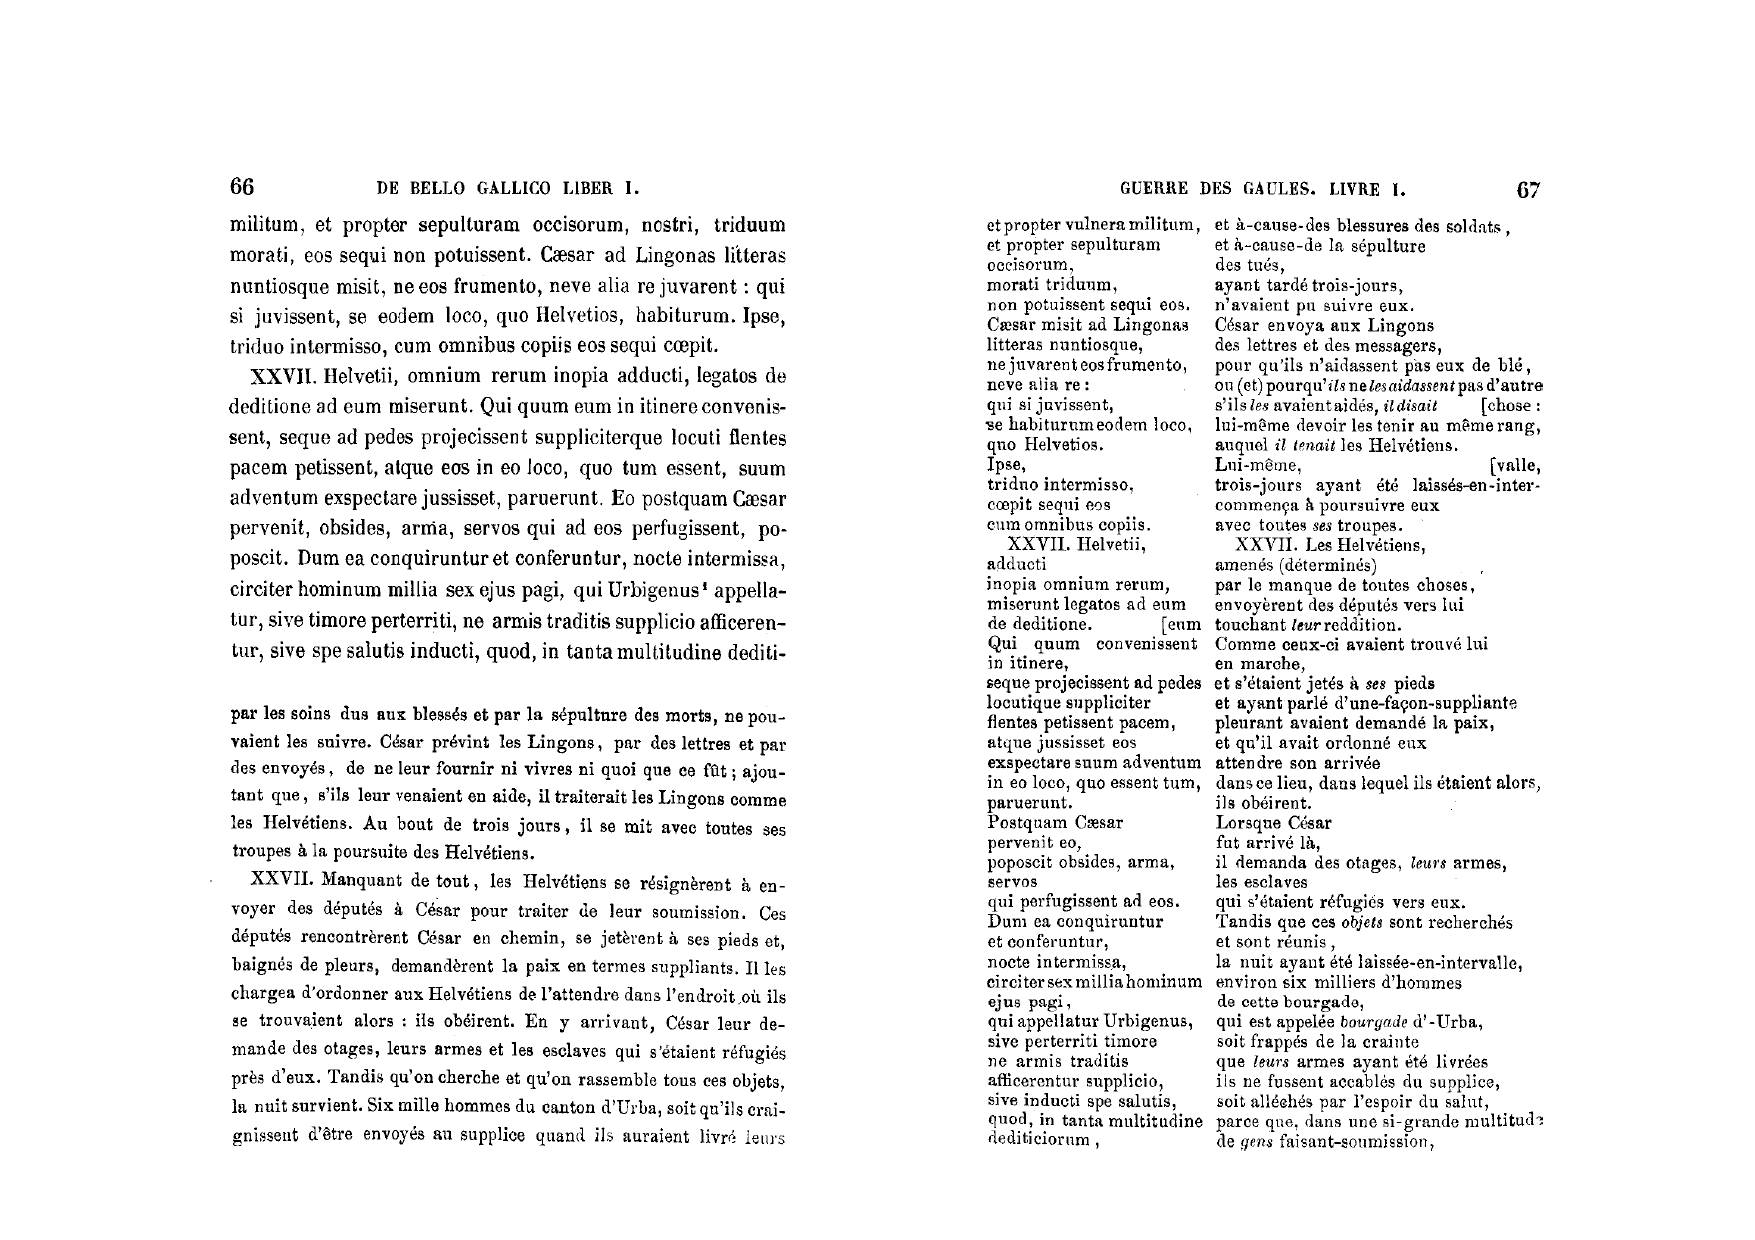 66 DE BELLO GALLICO LIBER I.
militum, et propter sepulturam occisorum, nostri, triduum
morati, eos sequi non potuissent. Cæsar ad Lingonas litteras
nuntiosque misit, ne eos frumento, neve alia re juvarent : qui
si juvissent, se eodem loco, quo Helvetios, habiturum. Ipse,
triduo intermisso, cum omnibus copiis eos sequi cœpit.
XXVII. Helvetii, omnium rerum inopia adducti, legatos de
deditione ad eum miserunt. Qui quum eum in itinere convenis-
sent, seque ad pedes projecissent suppliciterque locuti flentes
pacem petissent, atque eos in eo loco, quo tum essent, suum
adventum exspectare jussisset, paruerunt. Eo postquam Cæsar
pervenit, obsides, arma, servos qui ad eos perfugissent, po-
poscit. Dum ea conquiruntur et conferuntur, nocte intermissa,
circiter hominum millia sex ejus pagi, qui Urbigenus¹ appella-
tur, sive timore perterriti, ne armis traditis supplicio afficeren-
tur, sive spe salutis inducti, quod, in tanta multitudine dediti-
par les soins dus aux blessés et par la sépulture des morts, ne pou-
vaient les suivre. César prévint les Lingons, par des lettres et par
des envoyés, de ne leur fournir ni vivres ni quoi que ce fût ; ajou-
tant que, s'ils leur venaient en aide, il traiterait les Lingons comme
les Helvétiens. Au bout de trois jours, il se mit avec toutes ses
troupes à la poursuite des Helvétiens.
XXVII. Manquant de tout, les Helvétiens se résignèrent à en-
voyer des députés à César pour traiter de leur soumission. Ces
députés rencontrèrent César en chemin, se jetèrent à ses pieds et,
baignés de pleurs, demandèrent la paix en termes suppliants. Il les
chargea d'ordonner aux Helvétiens de l'attendre dans l'endroit où ils
se trouvaient alors : ils obéirent. En y arrivant, César leur de-
mande des otages, leurs armes et les esclaves qui s'étaient réfugiés
près d'eux. Tandis qu'on cherche et qu'on rassemble tous ces objets,
la nuit survient. Six mille hommes du canton d'Urba, soit qu'ils crai-
gnissent d'être envoyés au supplice quand ils auraient livré leurs
GUERRE DES GAULES. LIVRE I. 67
et propter vulnera militum,
et propter sepulturam
occisorum,
morati triduum,
non potuissent sequi eos.
Cæsar misit ad Lingonas
litteras nuntiosque,
ne juvarent eos frumento,
neve alia re :
qui si juvissent,
se habiturum eodem loco,
quo Helvetios.
Ipse,
triduo intermisso,
cœpit sequi eos
cum omnibus copiis.
XXVII. Helvetii,
adducti
inopia omnium rerum,
miserunt legatos ad eum
de deditione. [eum
Qui quum convenissent
in itinere,
seque projecissent ad pedes
locutique suppliciter
flentes petissent pacem,
atque jussisset eos
exspectare suum adventum
in eo loco, quo essent tum,
paruerunt.
Postquam Cæsar
pervenit eo,
poposcit obsides, arma,
servos
qui perfugissent ad eos.
Dum ea conquiruntur
et conferuntur,
nocte intermissa,
circiter sex millia hominum
ejus pagi,
qui appellatur Urbigenus,
sive perterriti timore
ne armis traditis
afficerentur supplicio,
sive inducti spe salutis,
quod, in tanta multitudine
dediticiorum,
et à-cause-des blessures des soldats,
et à-cause-de la sépulture
des tués,
ayant tardé trois-jours,
n'avaient pu suivre eux.
César envoya aux Lingons
des lettres et des messagers,
pour qu'ils n'aidassent pas eux de blé,
ou (et) pourqu'ils ne les aidassent pas d'autre
s'ils les avaient aidés, il disait [chose :
lui-même devoir les tenir au même rang,
auquel il tenait les Helvétiens.
Lui-même, [valle,
trois-jours ayant été laissés-en-inter-
commença à poursuivre eux
avec toutes ses troupes.
XXVII. Les Helvétiens,
amenés (déterminés)
par le manque de toutes choses,
envoyèrent des députés vers lui
touchant leur reddition.
Comme ceux-ci avaient trouvé lui
en marche,
et s'étaient jetés à ses pieds
et ayant parlé d'une-façon-suppliante
pleurant avaient demandé la paix,
et qu'il avait ordonné eux
attendre son arrivée
dans ce lieu, dans lequel ils étaient alors,
ils obéirent.
Lorsque César
fut arrivé là,
il demanda des otages, leurs armes,
les esclaves
qui s'étaient réfugiés vers eux.
Tandis que ces objets sont recherchés
et sont réunis,
la nuit ayant été laissée-en-intervalle,
environ six milliers d'hommes
de cette bourgade,
qui est appelée bourgade d'-Urba,
soit frappés de la crainte
que leurs armes ayant été livrées
ils ne fussent accablés du supplice,
soit alléchés par l'espoir du salut,
parce que, dans une si-grande multitude
de gens faisant-soumission,